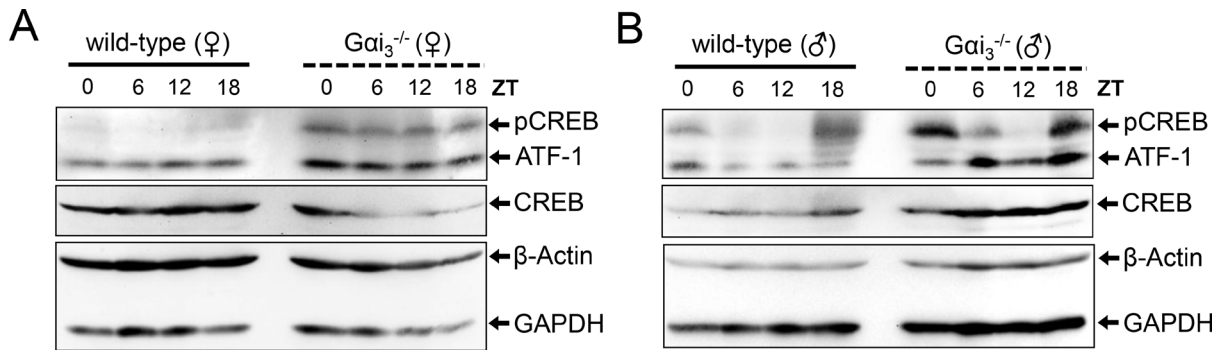 A
wild-type (♀) Gαi₃⁻/⁻ (♀)
0 6 12 18 0 6 12 18 ZT
pCREB
ATF-1
CREB
β-Actin
GAPDH
B
wild-type (♂) Gαi₃⁻/⁻ (♂)
0 6 12 18 0 6 12 18 ZT
pCREB
ATF-1
CREB
β-Actin
GAPDH